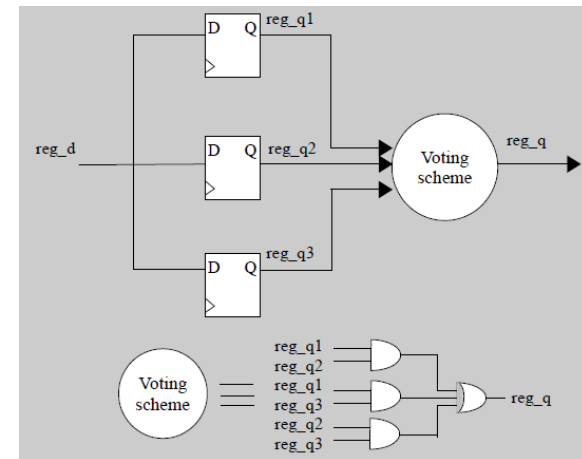 D Q reg_q1
reg_d D Q reg_q2 Voting scheme reg_q
D Q reg_q3
Voting scheme
reg_q1
reg_q2
reg_q1
reg_q3
reg_q2
reg_q3
reg_q